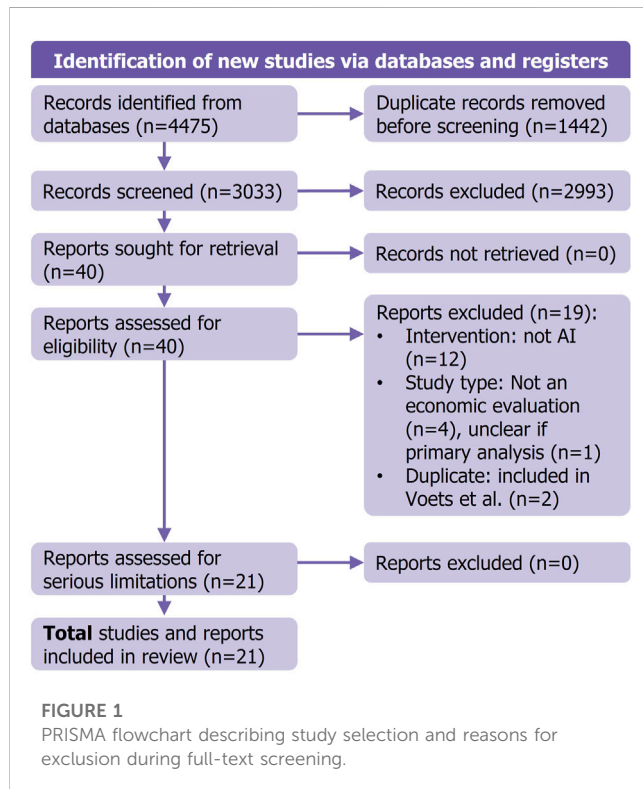 Identification of new studies via databases and registers
Records identified from
databases (n=4475)
Duplicate records removed
before screening (n=1442)
Records screened (n=3033)
Records excluded (n=2993)
Reports sought for retrieval
(n=40)
Records not retrieved (n=0)
Reports assessed for
eligibility (n=40)
Reports excluded (n=19):
• Intervention: not AI
(n=12)
• Study type: Not an
economic evaluation
(n=4), unclear if
primary analysis (n=1)
• Duplicate: included in
Voets et al. (n=2)
Reports assessed for
serious limitations (n=21)
Reports excluded (n=0)
Total studies and reports
included in review (n=21)
FIGURE 1
PRISMA flowchart describing study selection and reasons for
exclusion during full-text screening.